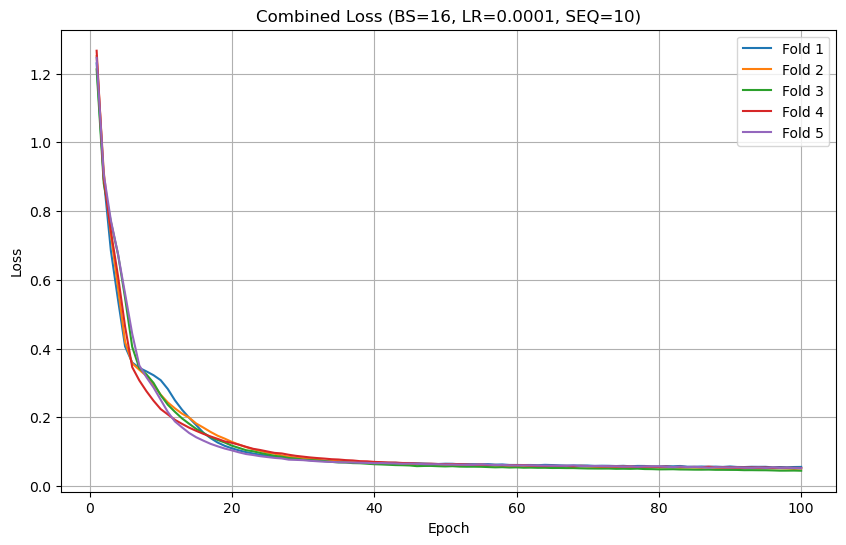 Combined Loss (BS=16, LR=0.0001, SEQ=10)
Fold 1
Fold 2
Fold 3
Fold 4
Fold 5
Loss
1.2
1.0
0.8
0.6
0.4
0.2
0.0
0 20 40 60 80 100
Epoch